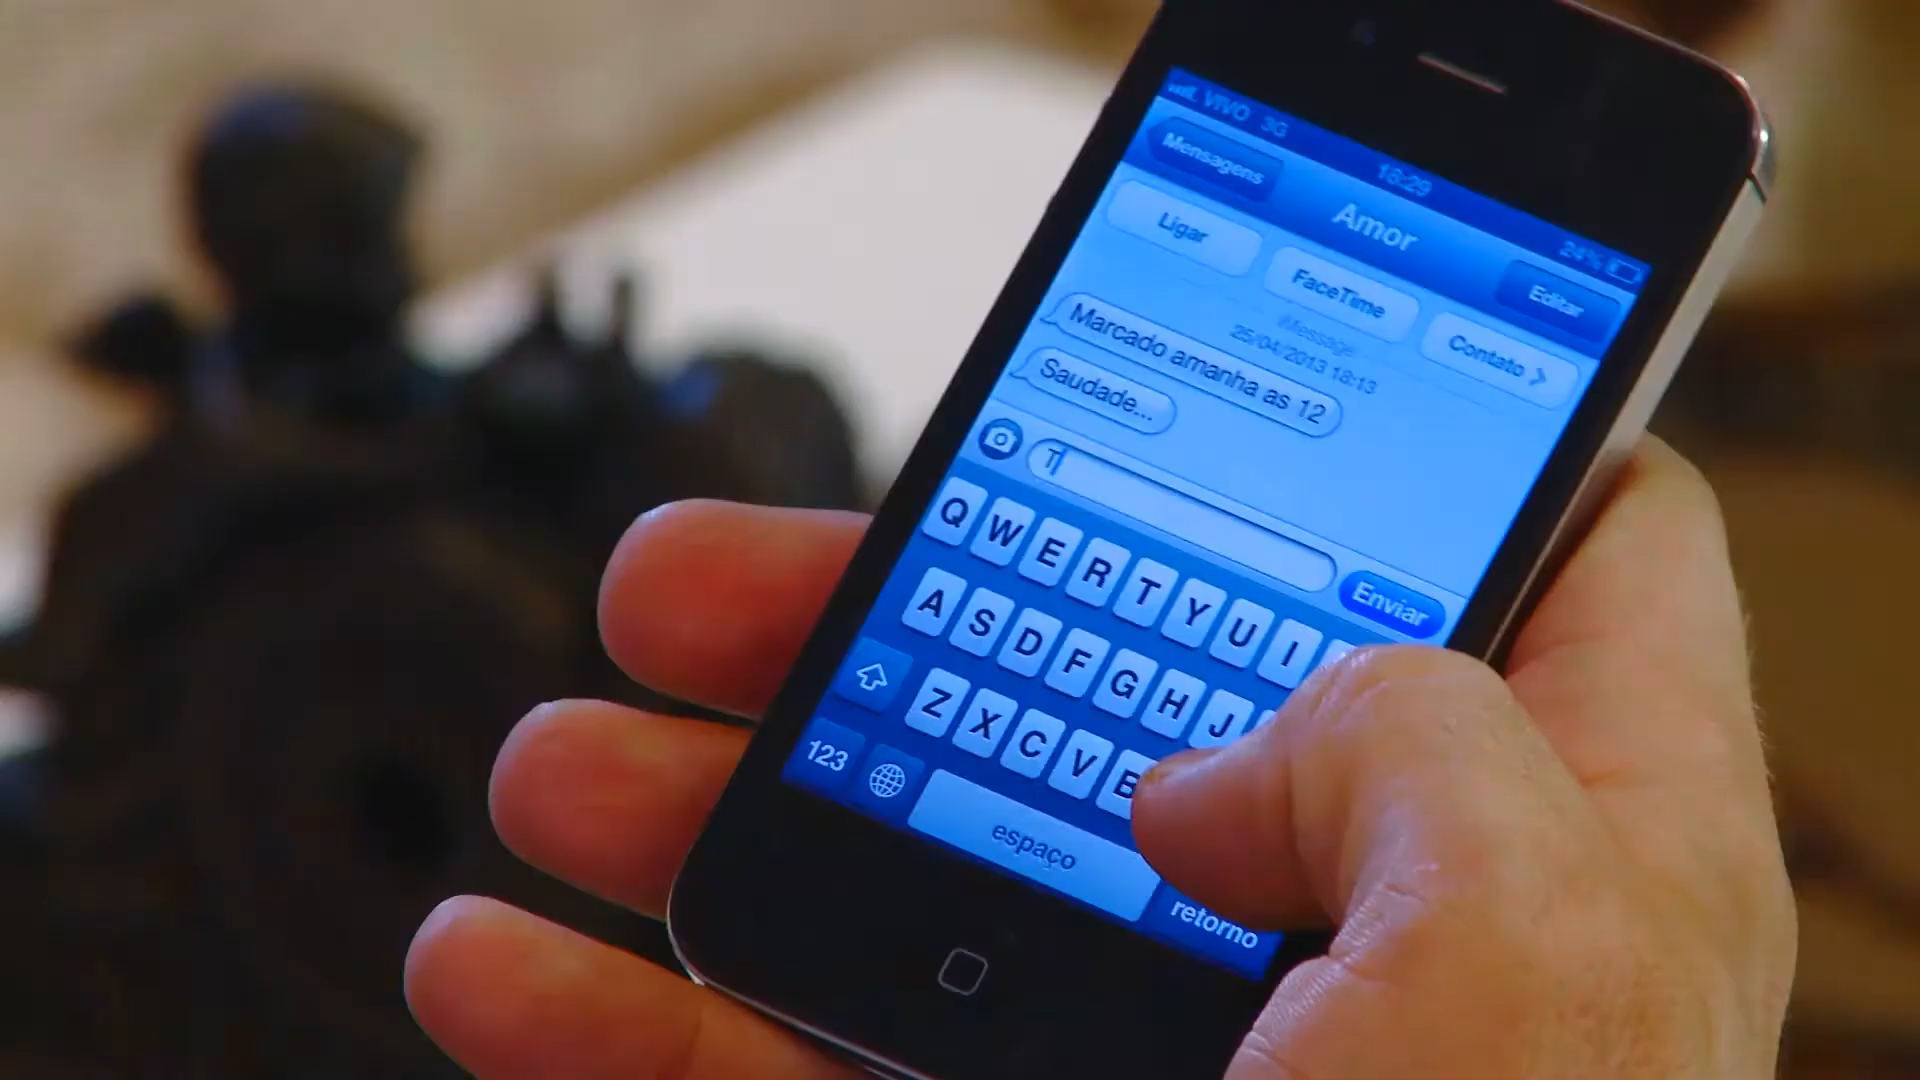 VIVO 3G 18:29 24%
Mensagens Amor Editar
Ligar FaceTime Contato
iMessage
25/04/2013 18:13
Marcado amanha as 12
Saudade...
T Enviar
Q W E R T Y U I
A S D F G H J
Z X C V B
123 espaço retorno